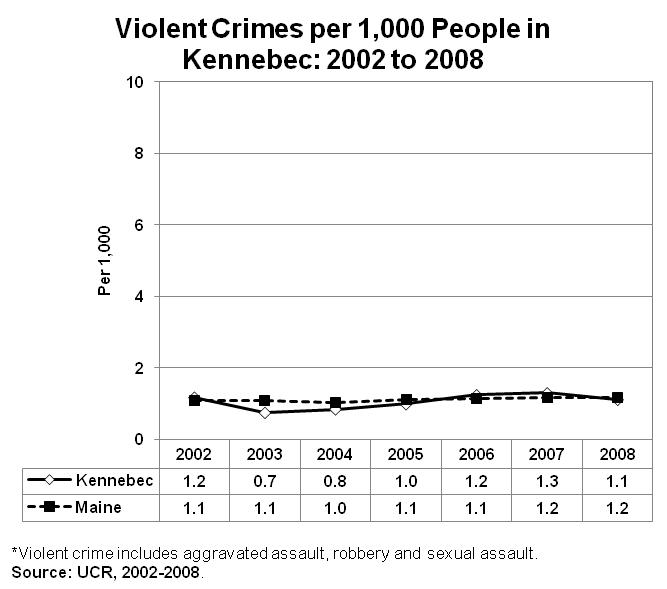 Violent Crimes per 1,000 People in
Kennebec: 2002 to 2008
10
8
6
4
2
0
Per 1,000
2002 2003 2004 2005 2006 2007 2008
Kennebec 1.2 0.7 0.8 1.0 1.2 1.3 1.1
Maine 1.1 1.1 1.0 1.1 1.1 1.2 1.2
*Violent crime includes aggravated assault, robbery and sexual assault.
Source: UCR, 2002-2008.